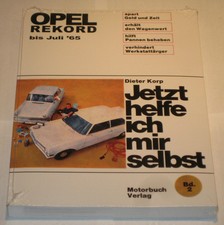 OPEL
REKORD
bis Juli '65
spart
Geld und Zeit
erhält
den Wagenwert
hilft
Pannen beheben
verhindert
Werkstattärger
Dieter Korp
Jetzt
helfe
ich
mir
selbst
Bd.
2
Motorbuch
Verlag